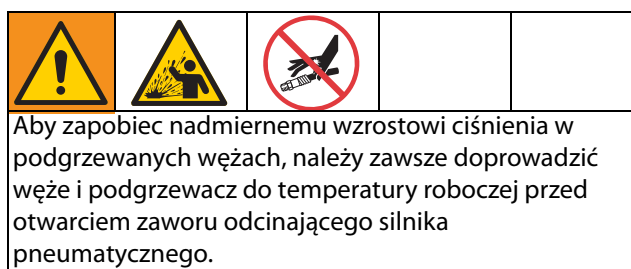 Aby zapobiec nadmiernemu wzrostowi ciśnienia w
podgrzewanych wężach, należy zawsze doprowadzić
węże i podgrzewacz do temperatury roboczej przed
otwarciem zaworu odcinającego silnika
pneumatycznego.